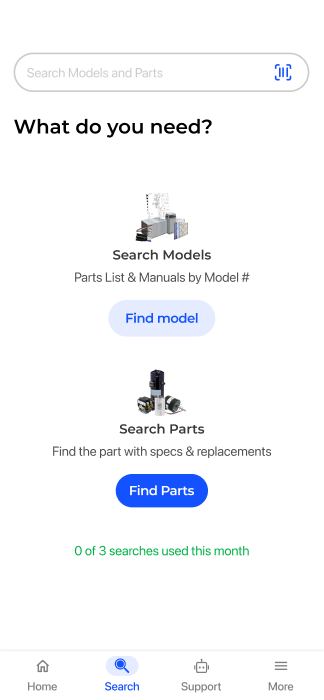 Search Models and Parts
What do you need?
Search Models
Parts List & Manuals by Model #
Find model
Search Parts
Find the part with specs & replacements
Find Parts
0 of 3 searches used this month
Home
Search
Support
More